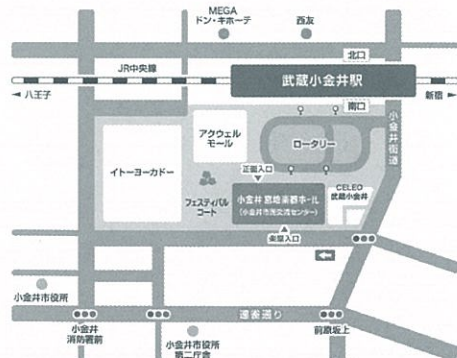 MEGA
ドン・キホーテ
西友
北口
JR中央線
武蔵小金井駅
八王子
新宿
南口
小金井街道
アクウェル
モール
ロータリー
イトーヨーカドー
正面入口
フェスティバル
コート
小金井 宮地楽器ホール
(小金井市民交流センター)
CELEO
武蔵小金井
楽屋入口
小金井市役所
小金井
消防署前
連雀通り
前原坂上
小金井市役所
第二庁舎